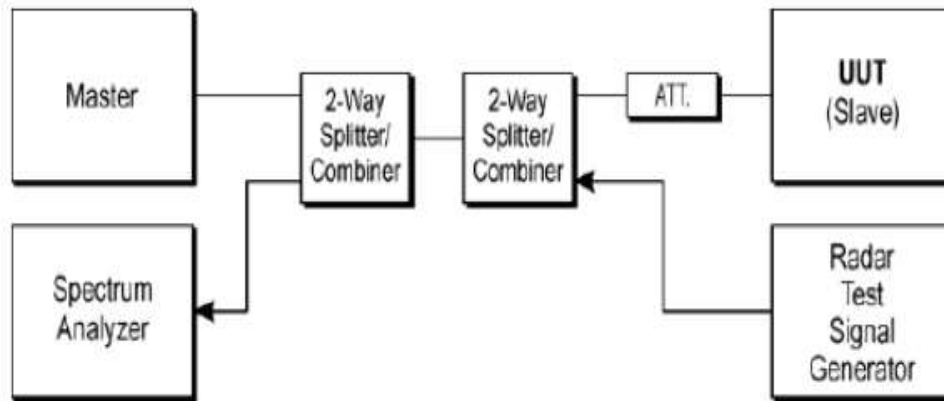 Master
2-Way
Splitter/
Combiner
2-Way
Splitter/
Combiner
ATT.
UUT
(Slave)
Spectrum
Analyzer
Radar
Test
Signal
Generator